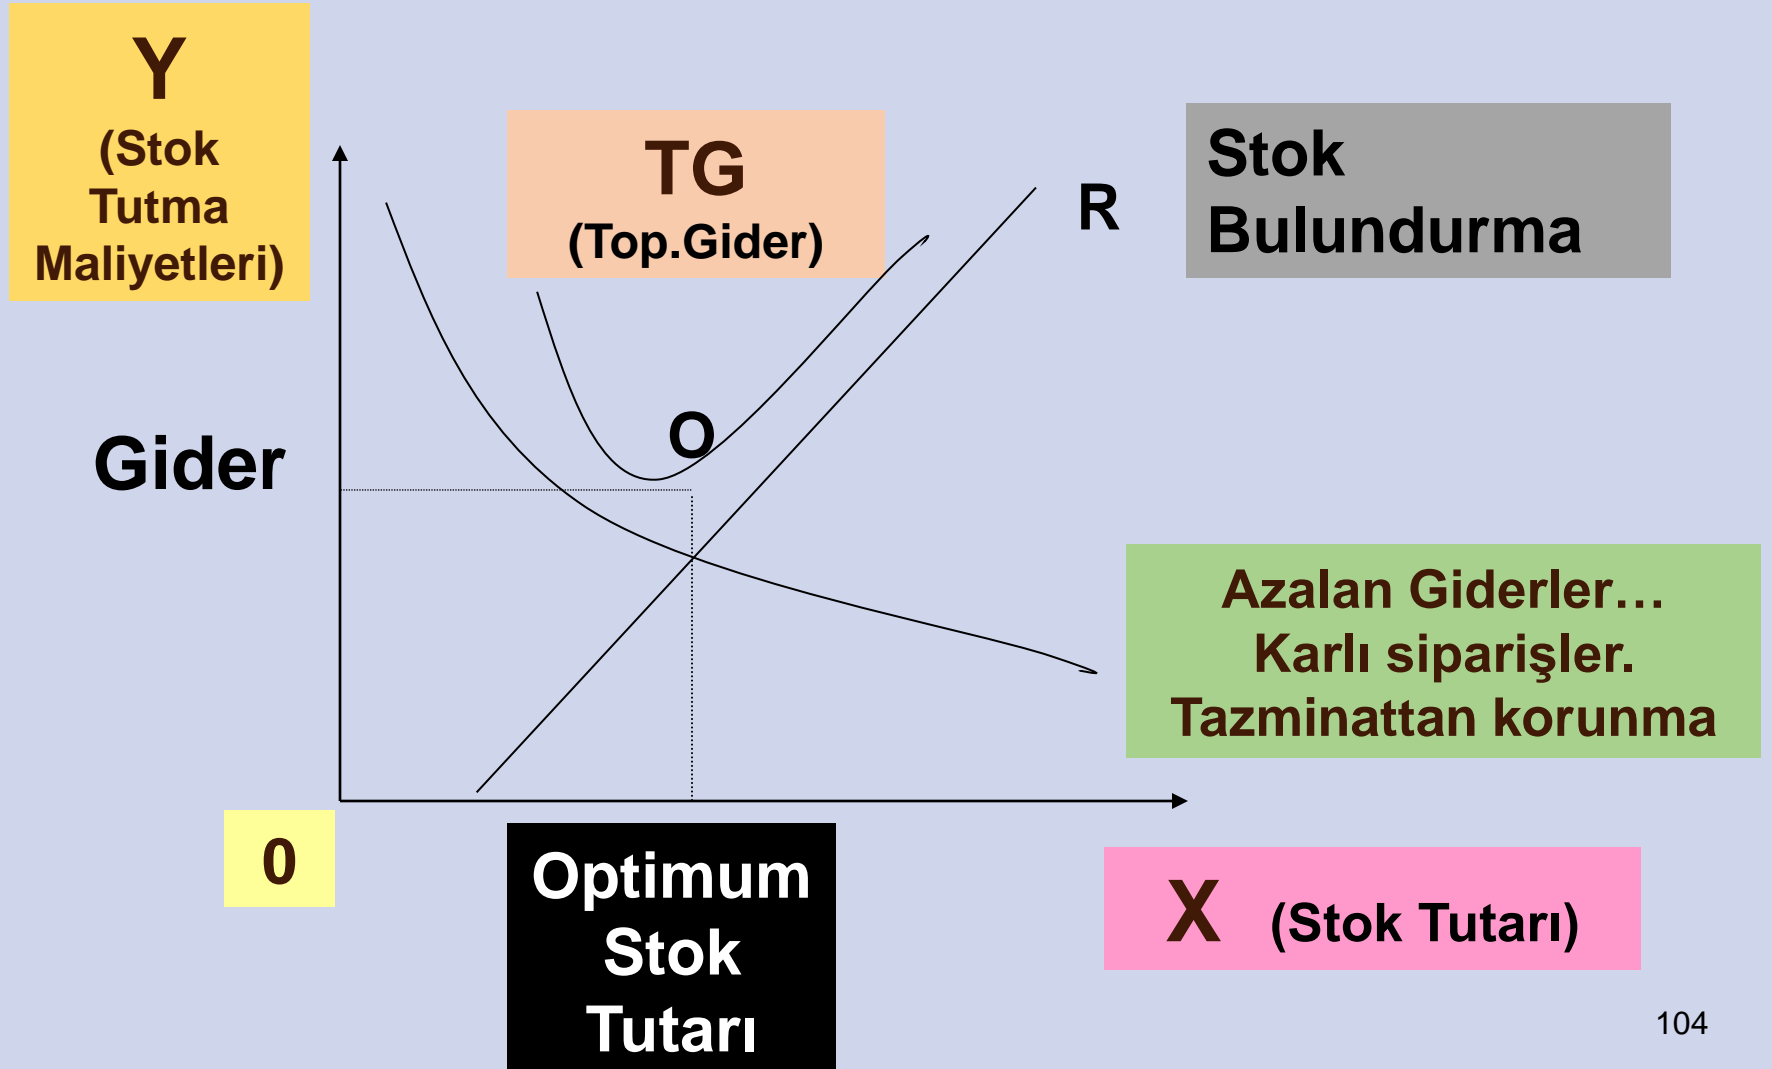 Y
(Stok
Tutma
Maliyetleri)
TG
(Top.Gider)
R
Stok
Bulundurma
Gider
O
Azalan Giderler…
Karlı siparişler.
Tazminattan korunma
0
Optimum
Stok
Tutarı
X (Stok Tutarı)
104